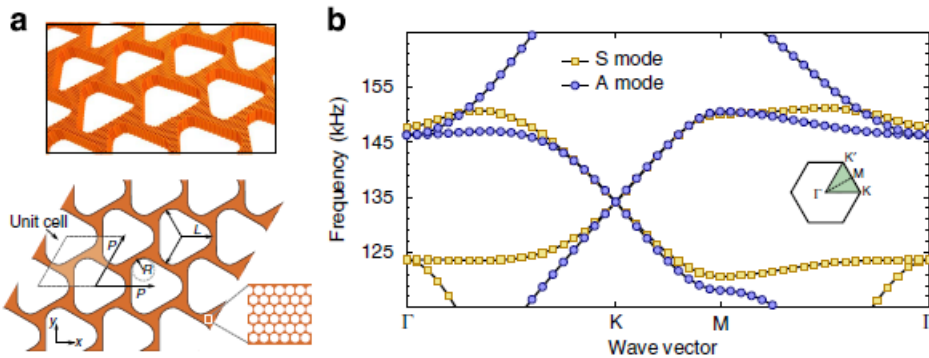 a
Unit cell
P
P
R
L
y
x
b
Frequency (kHz)
155
145
135
125
S mode
A mode
K′
M
Γ
K
Γ
K
M
Γ
Wave vector